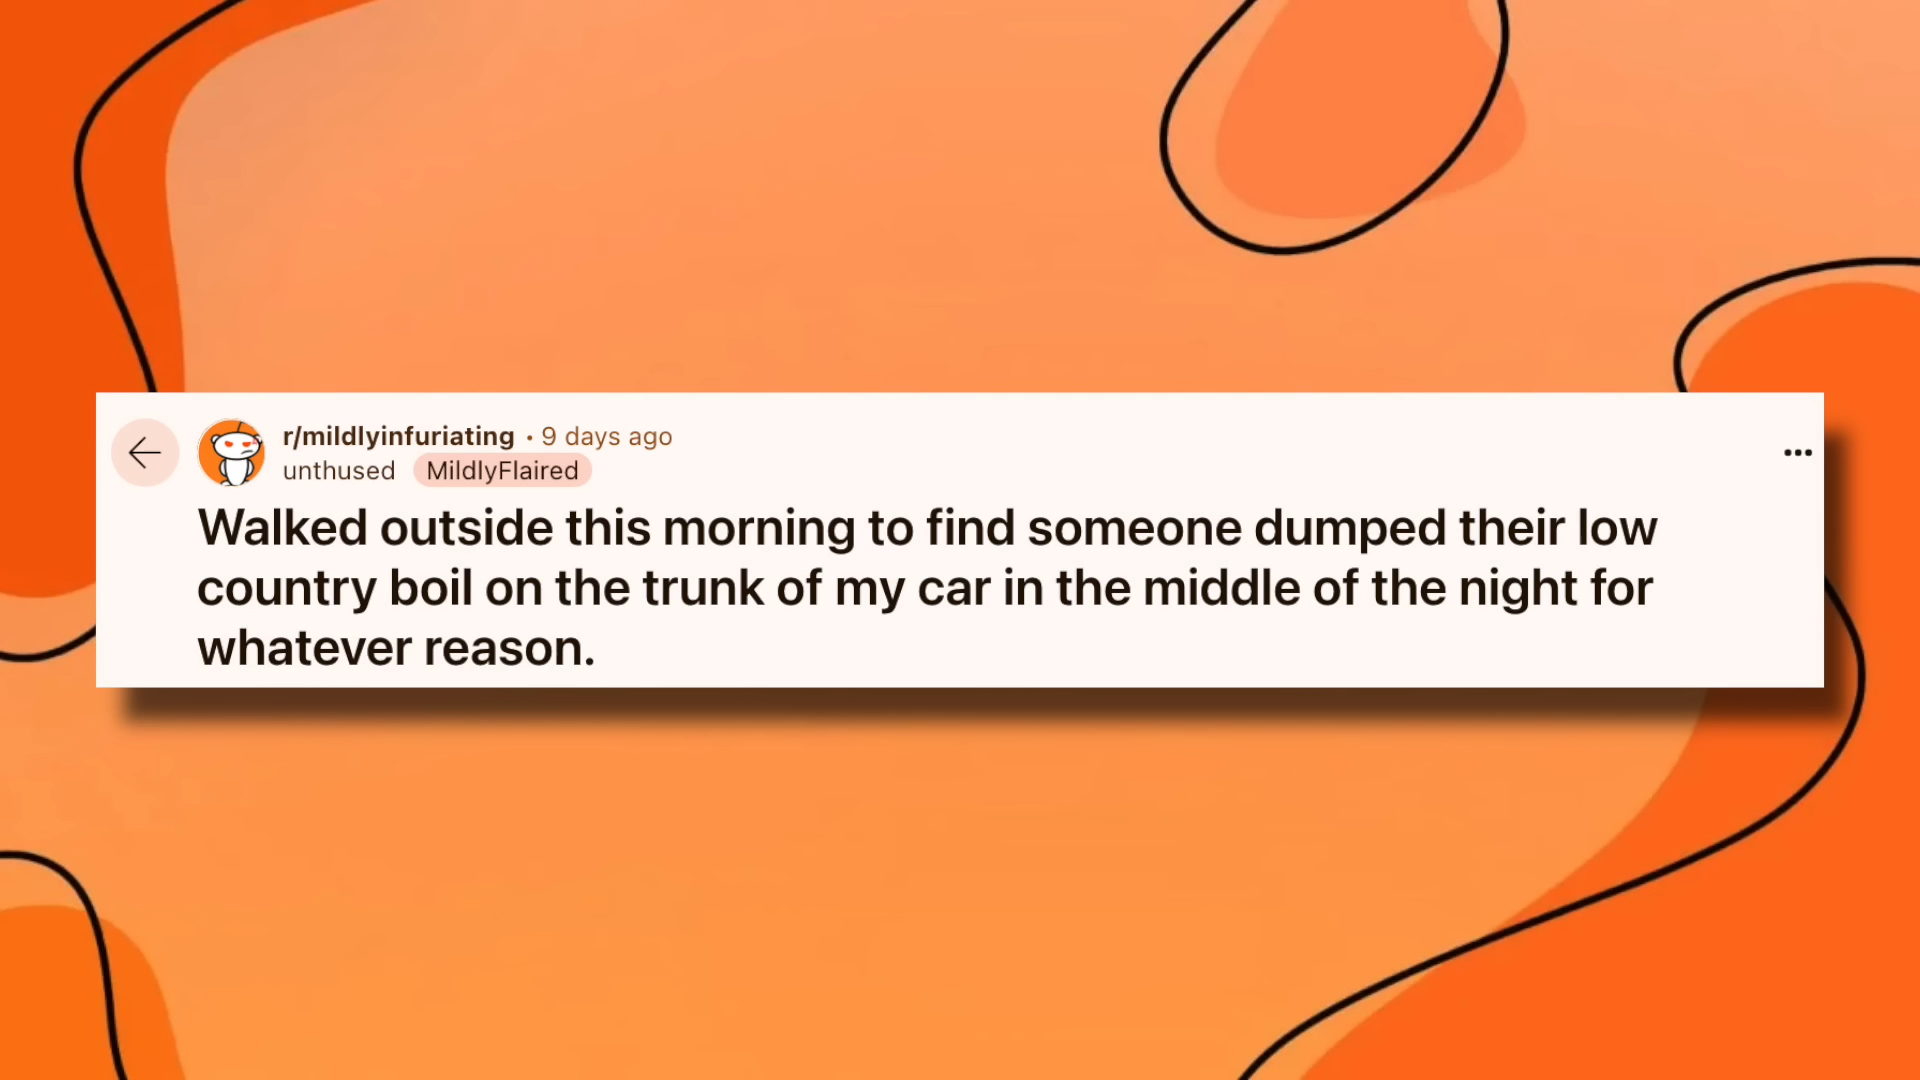 r/mildlyinfuriating • 9 days ago
unthused MildlyFlaired
Walked outside this morning to find someone dumped their low
country boil on the trunk of my car in the middle of the night for
whatever reason.